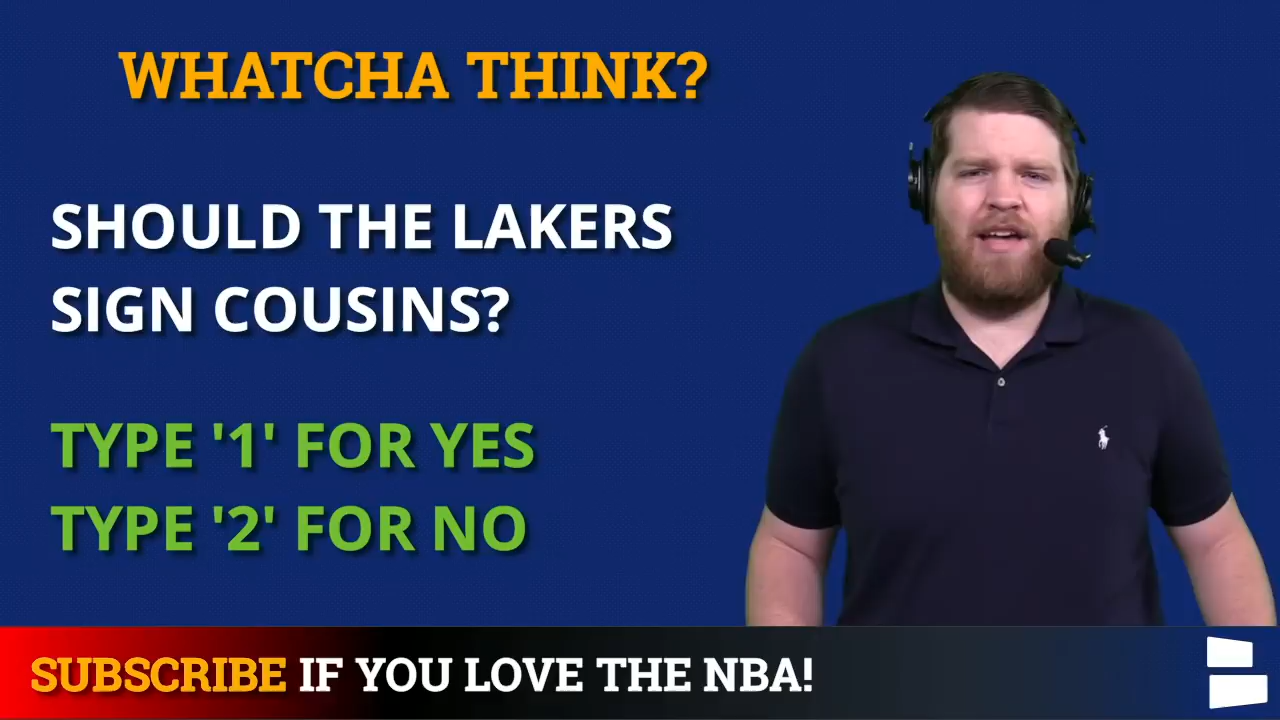 WHATCHA THINK?
SHOULD THE LAKERS
SIGN COUSINS?
TYPE '1' FOR YES
TYPE '2' FOR NO
SUBSCRIBE IF YOU LOVE THE NBA!